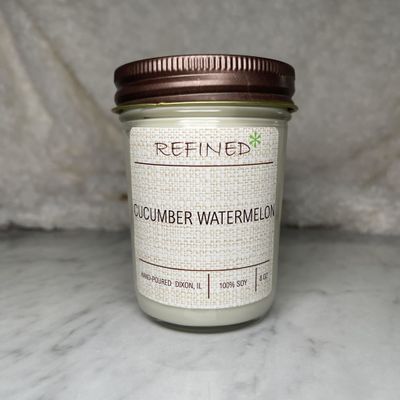 REFINED*
CUCUMBER WATERMELON
HAND-POURED DIXON, IL 100% SOY 8 OZ